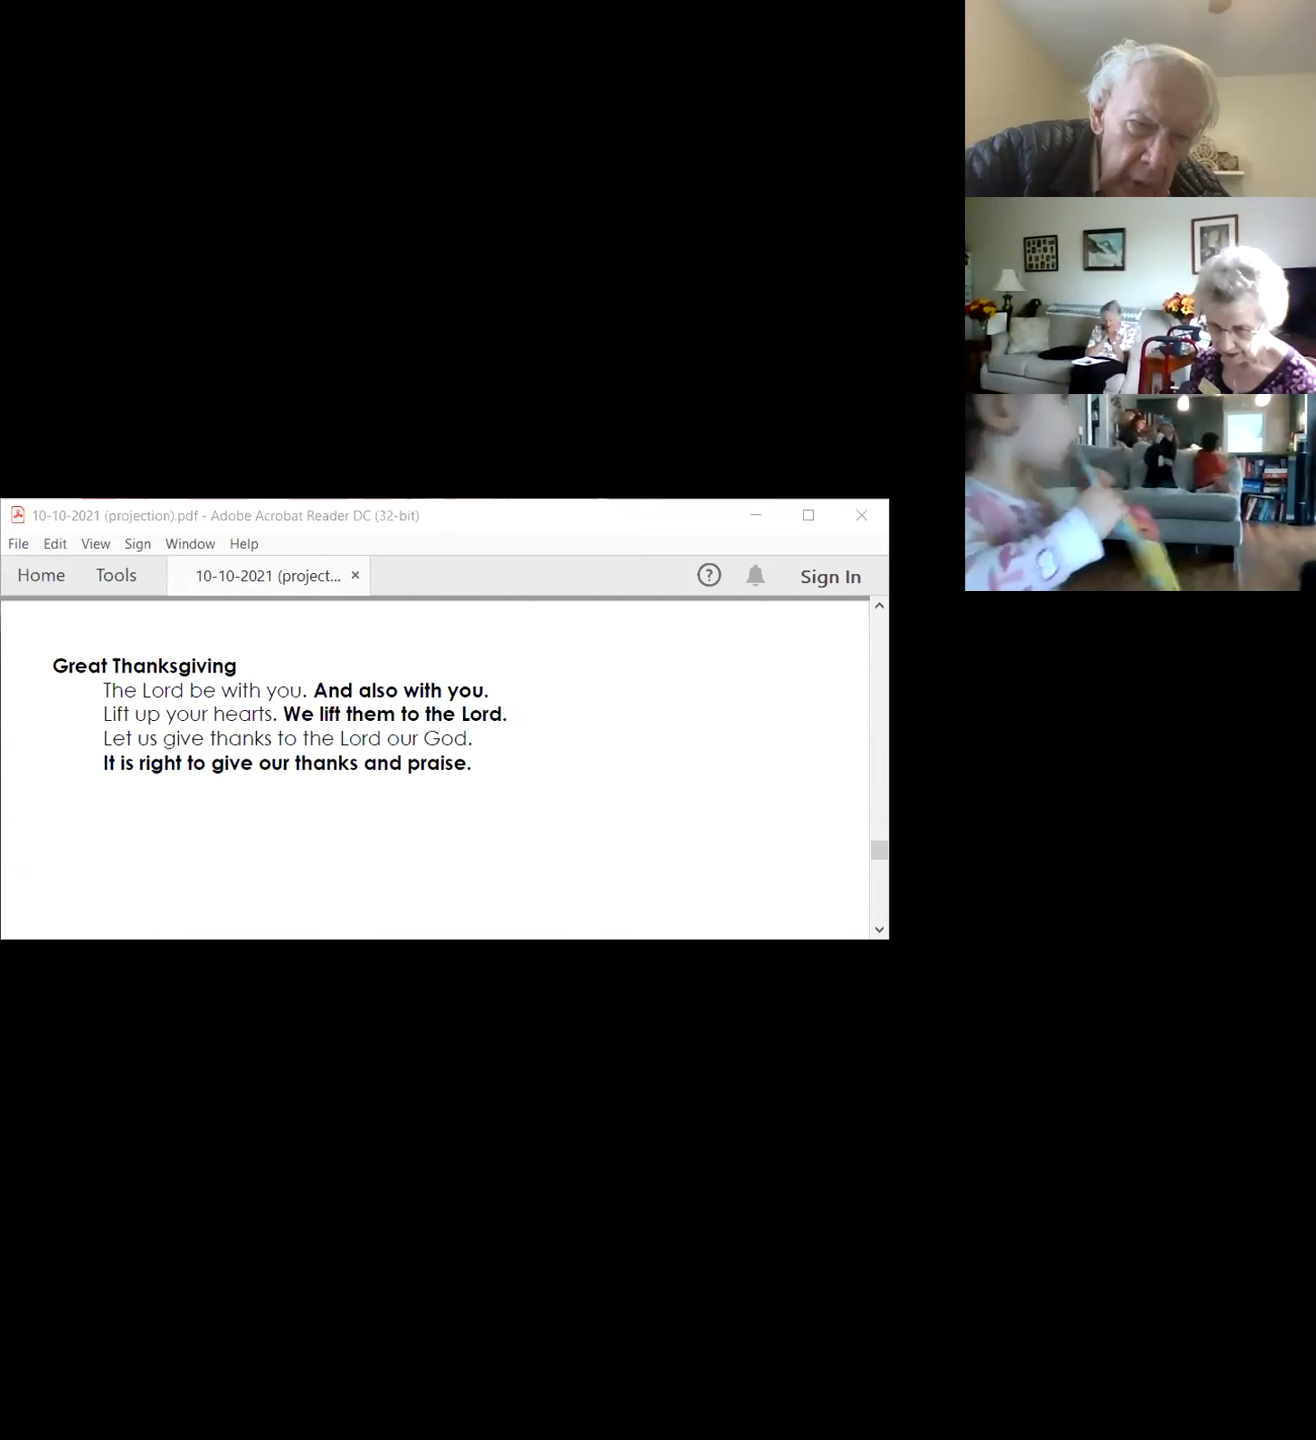 10-10-2021 (projection).pdf - Adobe Acrobat Reader DC (32-bit)
File Edit View Sign Window Help
Home Tools 10-10-2021 (project... × Sign In
Great Thanksgiving
The Lord be with you. And also with you.
Lift up your hearts. We lift them to the Lord.
Let us give thanks to the Lord our God.
It is right to give our thanks and praise.